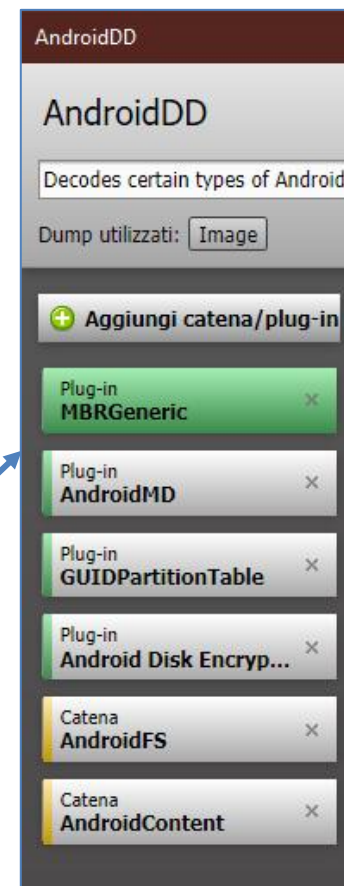 AndroidDD
AndroidDD
Decodes certain types of Android
Dump utilizzati: Image
Aggiungi catena/plug-in
Plug-in
MBRGeneric
Plug-in
AndroidMD
Plug-in
GUIDPartitionTable
Plug-in
Android Disk Encryp...
Catena
AndroidFS
Catena
AndroidContent